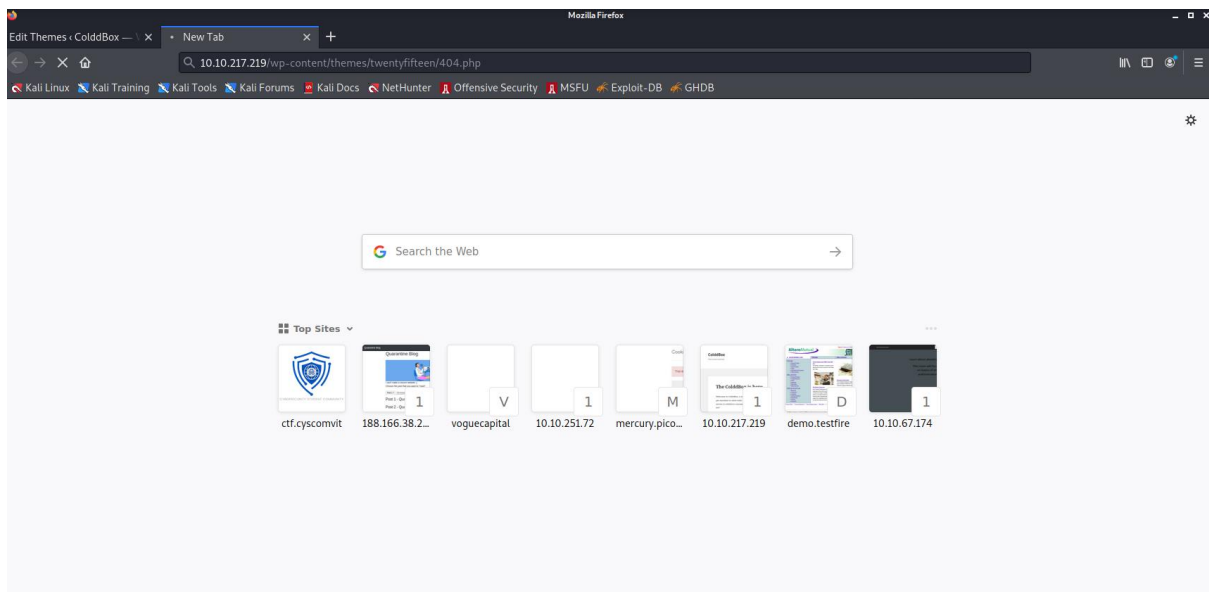 Mozilla Firefox
Edit Themes ‹ ColddBox —
New Tab
10.10.217.219/wp-content/themes/twentyfifteen/404.php
Kali Linux Kali Training Kali Tools Kali Forums Kali Docs NetHunter Offensive Security MSFU Exploit-DB GHDB
Search the Web
Top Sites
Quarantine Blog
ColddBox
1 V 1 M 1 D 1
ctf.cyscomvit 188.166.38.2... voguecapital 10.10.251.72 mercury.pico... 10.10.217.219 demo.testfire 10.10.67.174